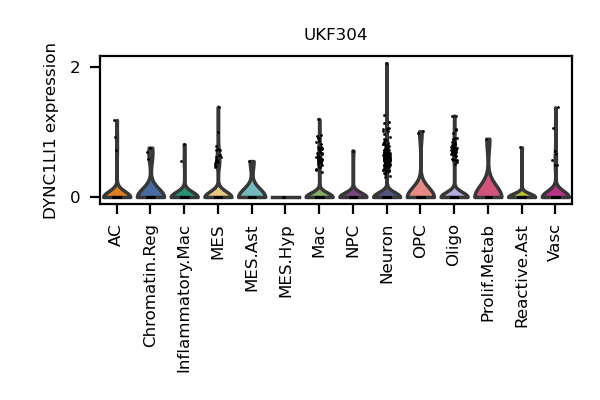 UKF304
DYNC1LI1 expression
2
0
AC
Chromatin.Reg
Inflammatory.Mac
MES
MES.Ast
MES.Hyp
Mac
NPC
Neuron
OPC
Oligo
Prolif.Metab
Reactive.Ast
Vasc